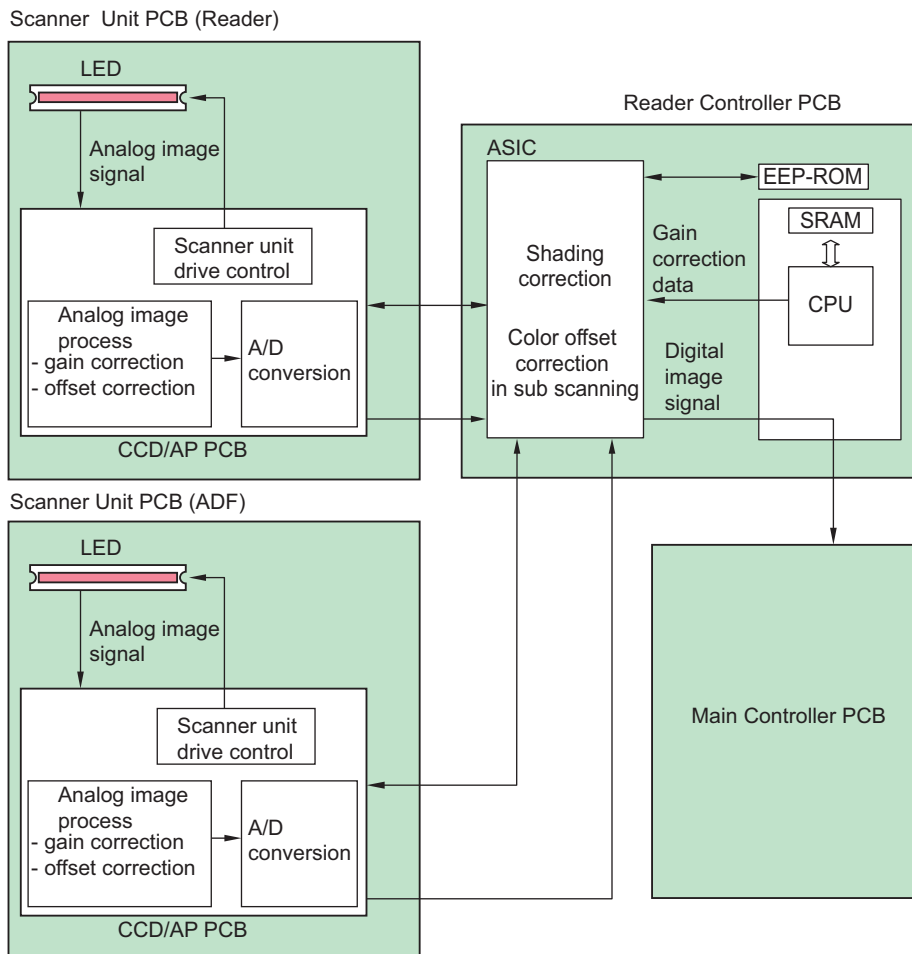 Scanner Unit PCB (Reader)
LED
Analog image
signal
Scanner unit
drive control
Analog image
process
- gain correction
- offset correction
A/D
conversion
CCD/AP PCB
Reader Controller PCB
ASIC
Shading
correction
Color offset
correction
in sub scanning
EEP-ROM
SRAM
CPU
Gain
correction
data
Digital
image
signal
Scanner Unit PCB (ADF)
LED
Analog image
signal
Scanner unit
drive control
Analog image
process
- gain correction
- offset correction
A/D
conversion
CCD/AP PCB
Main Controller PCB